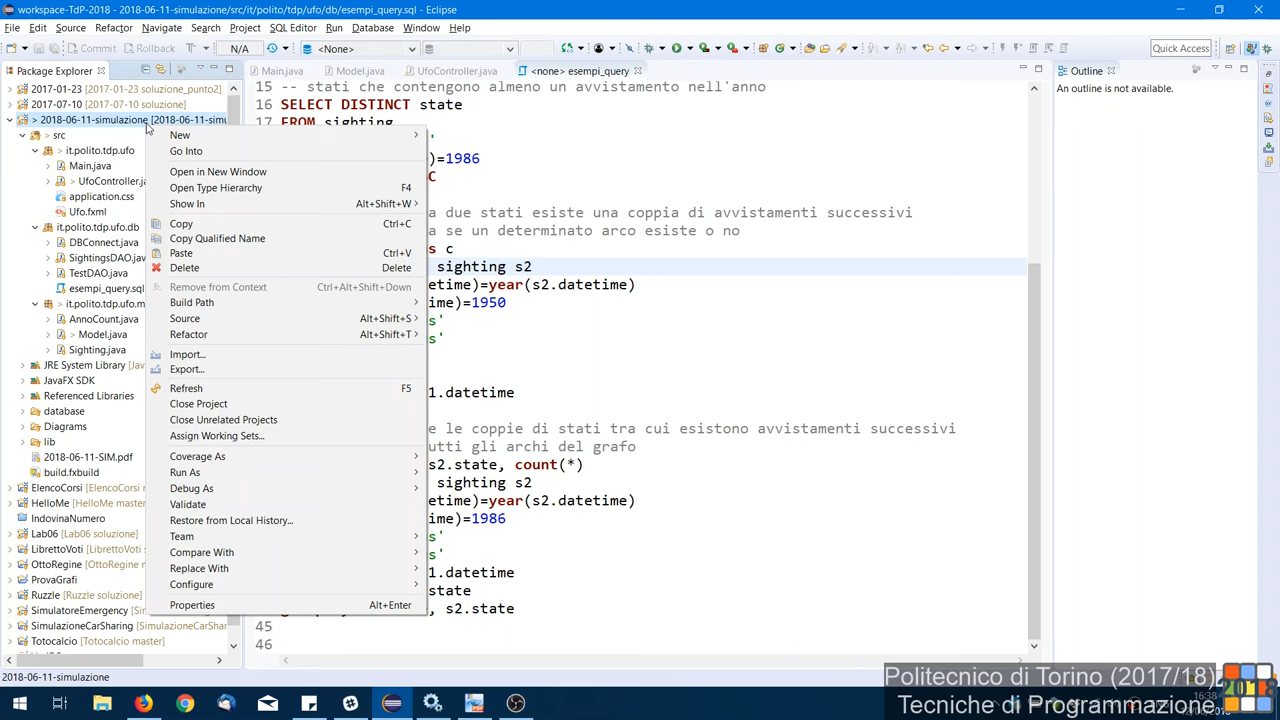 workspace-TdP-2018 - 2018-06-11-simulazione/src/it/polito/tdp/ufo/db/esempi_query.sql - Eclipse
File Edit Source Refactor Navigate Search Project SQL Editor Run Database Window Help
Commit Rollback T N/A <None> Quick Access
Package Explorer Main.java Model.java UfoController.java <none> esempi_query.sql Outline
An outline is not available.
2017-01-23 [2017-01-23 soluzione_punto2]
2017-07-10 [2017-07-10 soluzione]
> 2018-06-11-simulazione [2018-06-11-simu
> src
> it.polito.tdp.ufo
Main.java
> UfoController.ja
application.css
Ufo.fxml
it.polito.tdp.ufo.db
DBConnect.java
SightingsDAO.jav
TestDAO.java
esempi_query.sql
> it.polito.tdp.ufo.m
AnnoCount.java
> Model.java
Sighting.java
JRE System Library [Java
JavaFX SDK
Referenced Libraries
database
Diagrams
lib
2018-06-11-SIM.pdf
build.fxbuild
ElencoCorsi [ElencoCorsi
HelloMe [HelloMe master
IndovinaNumero
Lab06 [Lab06 soluzione]
LibrettoVoti [LibrettoVoti s
OttoRegine [OttoRegine m
ProvaGrafi
Ruzzle [Ruzzle soluzione]
SimulatoreEmergency [Sim
SimulazioneCarSharing [Sim
Totocalcio [Totocalcio master]
New
Go Into
Open in New Window
Open Type Hierarchy F4
Show In Alt+Shift+W
Copy Ctrl+C
Copy Qualified Name
Paste Ctrl+V
Delete Delete
Remove from Context Ctrl+Alt+Shift+Down
Build Path
Source Alt+Shift+S
Refactor Alt+Shift+T
Import...
Export...
Refresh F5
Close Project
Close Unrelated Projects
Assign Working Sets...
Coverage As
Run As
Debug As
Validate
Restore from Local History...
Team
Compare With
Replace With
Configure
Properties Alt+Enter
15 -- stati che contengono almeno un avvistamento nell'anno
16 SELECT DISTINCT state
17 FROM sighting
'
)=1986
C
a due stati esiste una coppia di avvistamenti successivi
a se un determinato arco esiste o no
s c
sighting s2
etime)=year(s2.datetime)
ime)=1950
s'
s'
1.datetime
e le coppie di stati tra cui esistono avvistamenti successivi
utti gli archi del grafo
s2.state, count(*)
sighting s2
etime)=year(s2.datetime)
ime)=1986
s'
s'
1.datetime
state
, s2.state
45
46
2018-06-11-simulazione
Politecnico di Torino (2017/18)
Tecniche di Programmazione
2018
16:38